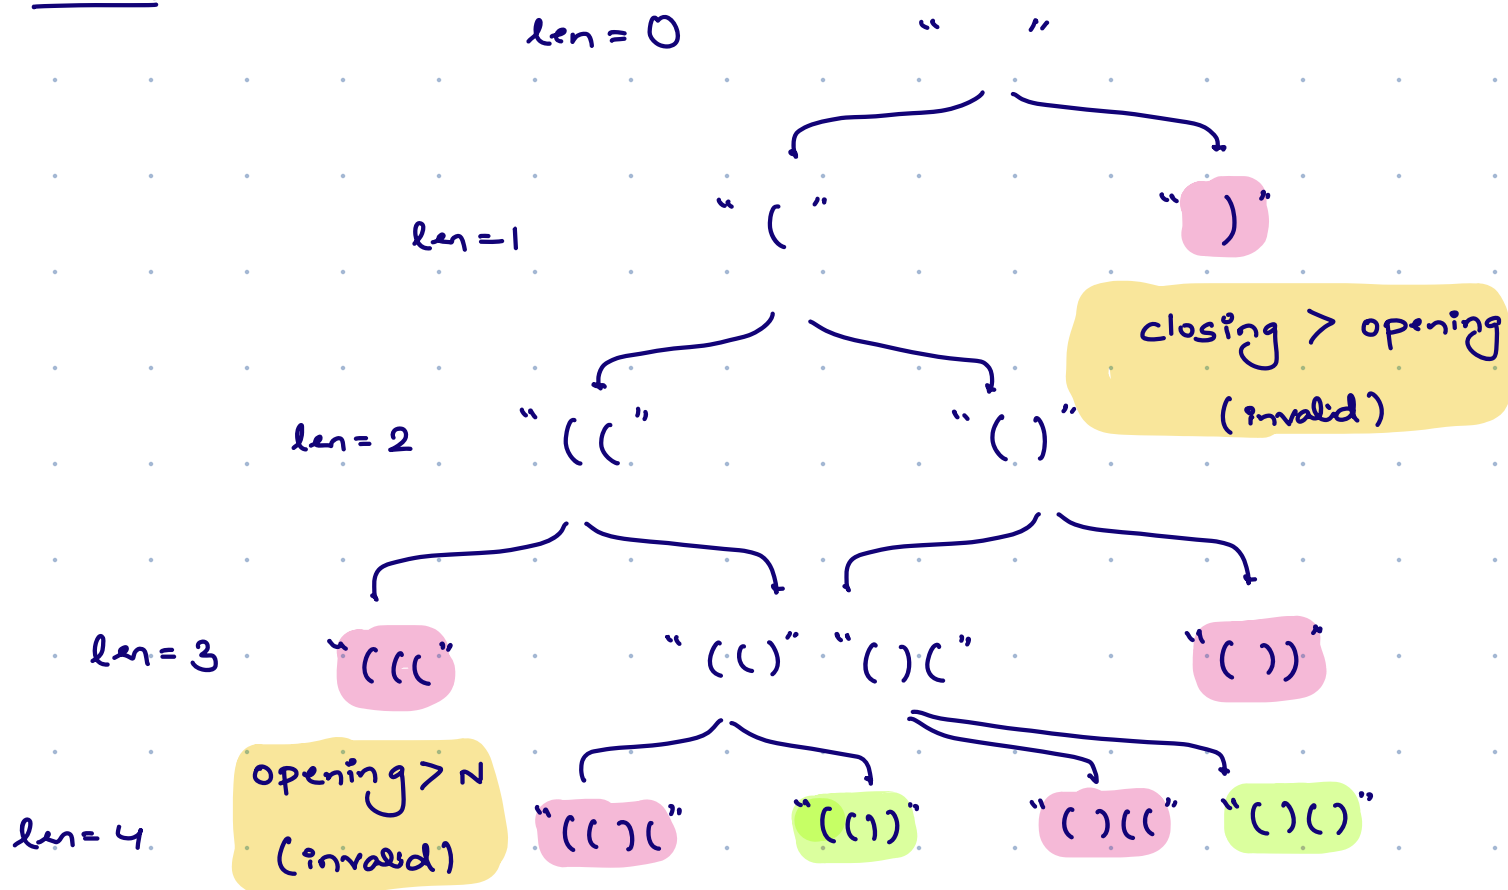 len = 0 “ ”
len = 1 “ ( ” “ ) ”
closing > opening
(invalid)
len = 2 “ ( ( ” “ ( ) ”
len = 3 “ ( ( ( ” “ ( ( ) ” “ ( ) ( ” “ ( ) ) ”
opening > N
(invalid)
len = 4 “ ( ( ) ( ” “ ( ( ) ) ” “ ( ) ( ( ” “ ( ) ( ) ”